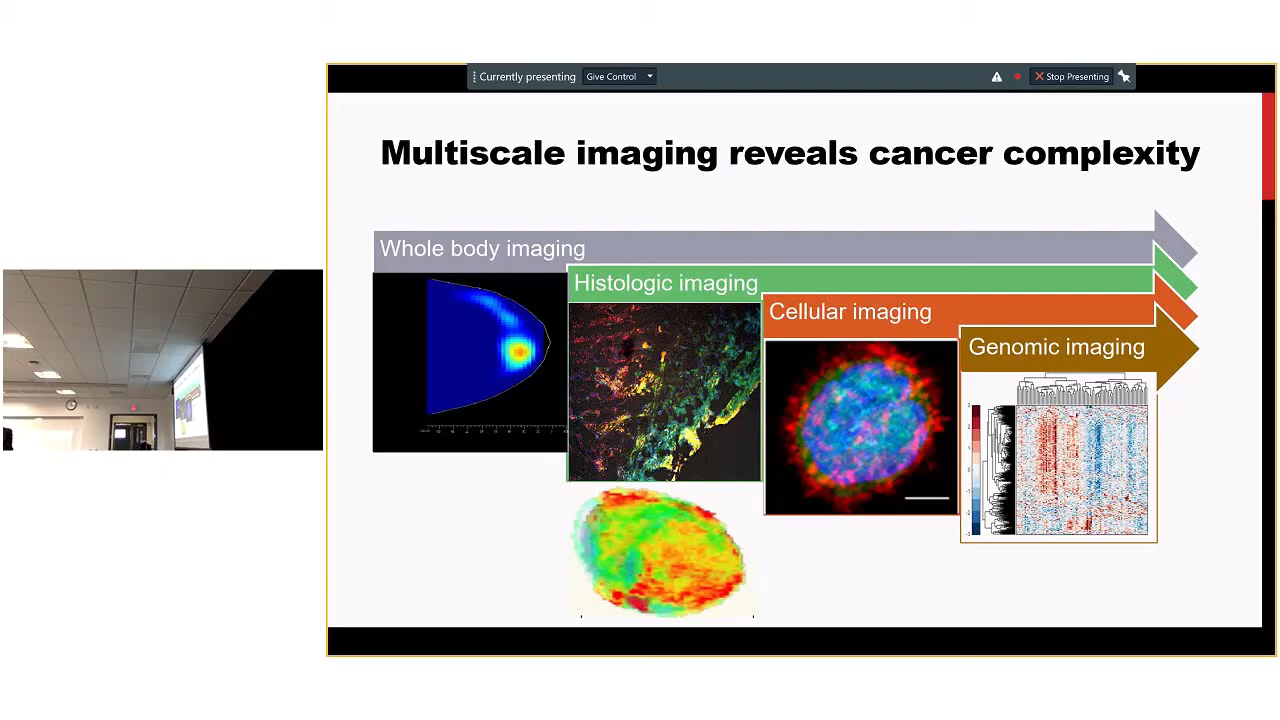 Currently presenting
Give Control
Stop Presenting
Multiscale imaging reveals cancer complexity
Whole body imaging
Histologic imaging
Cellular imaging
Genomic imaging